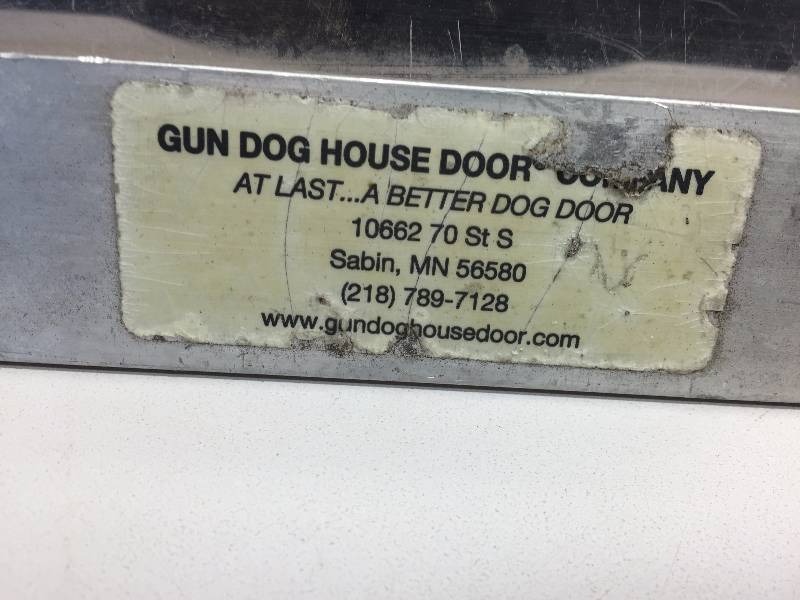 GUN DOG HOUSE DOOR® COMPANY
AT LAST...A BETTER DOG DOOR
10662 70 St S
Sabin, MN 56580
(218) 789-7128
www.gundoghousedoor.com